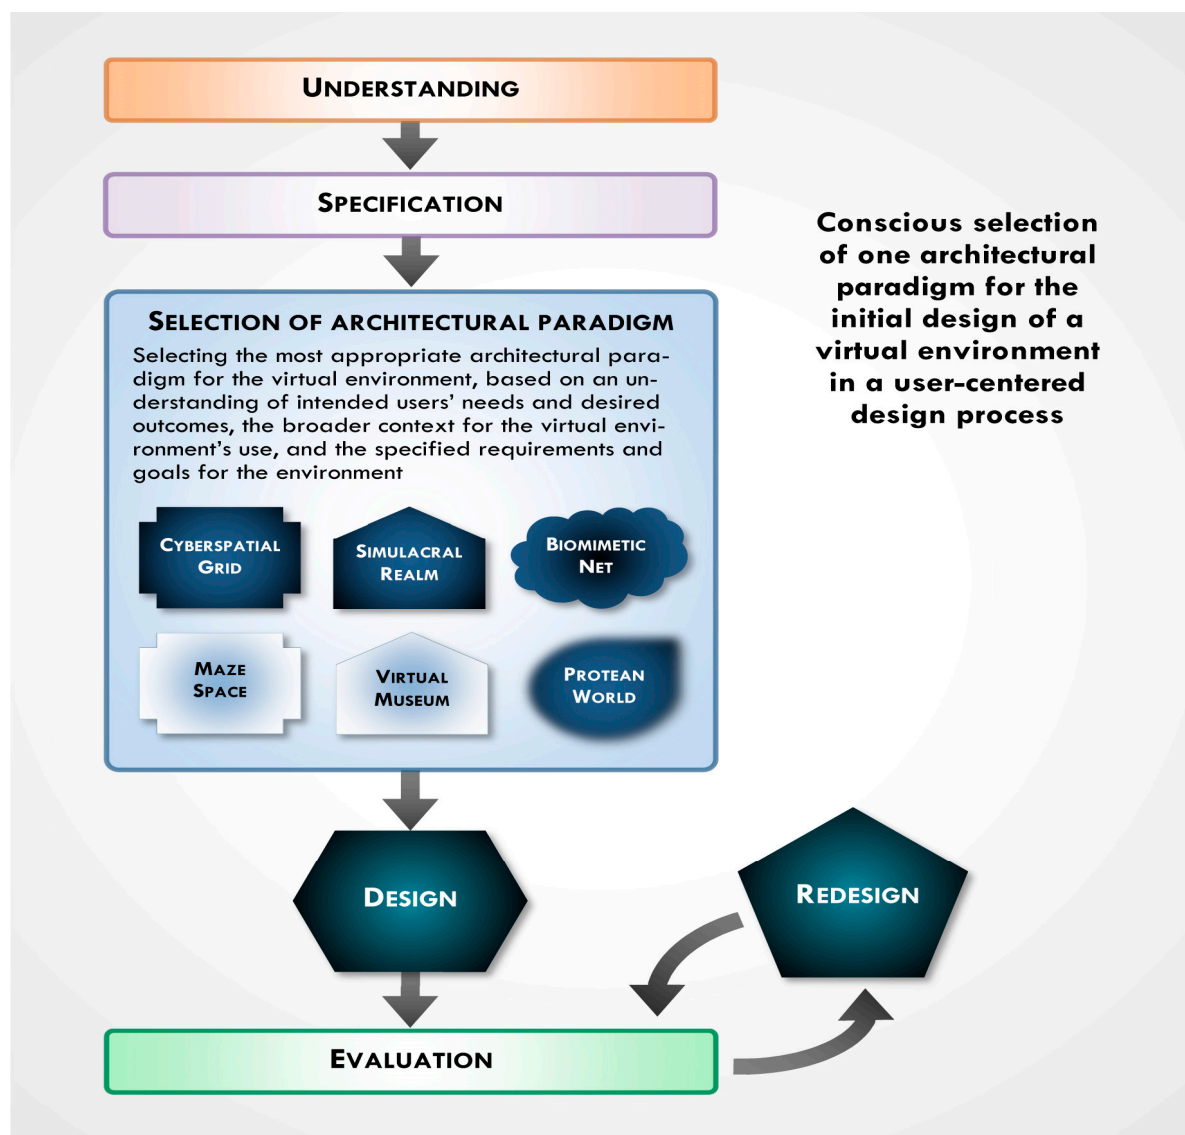 UNDERSTANDING
SPECIFICATION
Conscious selection
of one architectural
paradigm for the
initial design of a
virtual environment
in a user-centered
design process
SELECTION OF ARCHITECTURAL PARADIGM
Selecting the most appropriate architectural para-
digm for the virtual environment, based on an un-
derstanding of intended users' needs and desired
outcomes, the broader context for the virtual envi-
ronment's use, and the specified requirements and
goals for the environment
CYBERSPATIAL
GRID
SIMULACRAL
REALM
BIOMIMETIC
NET
MAZE
SPACE
VIRTUAL
MUSEUM
PROTEAN
WORLD
DESIGN
REDESIGN
EVALUATION